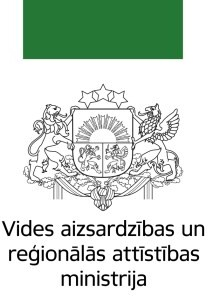 Vides aizsardzības un
reģionālās attīstības
ministrija